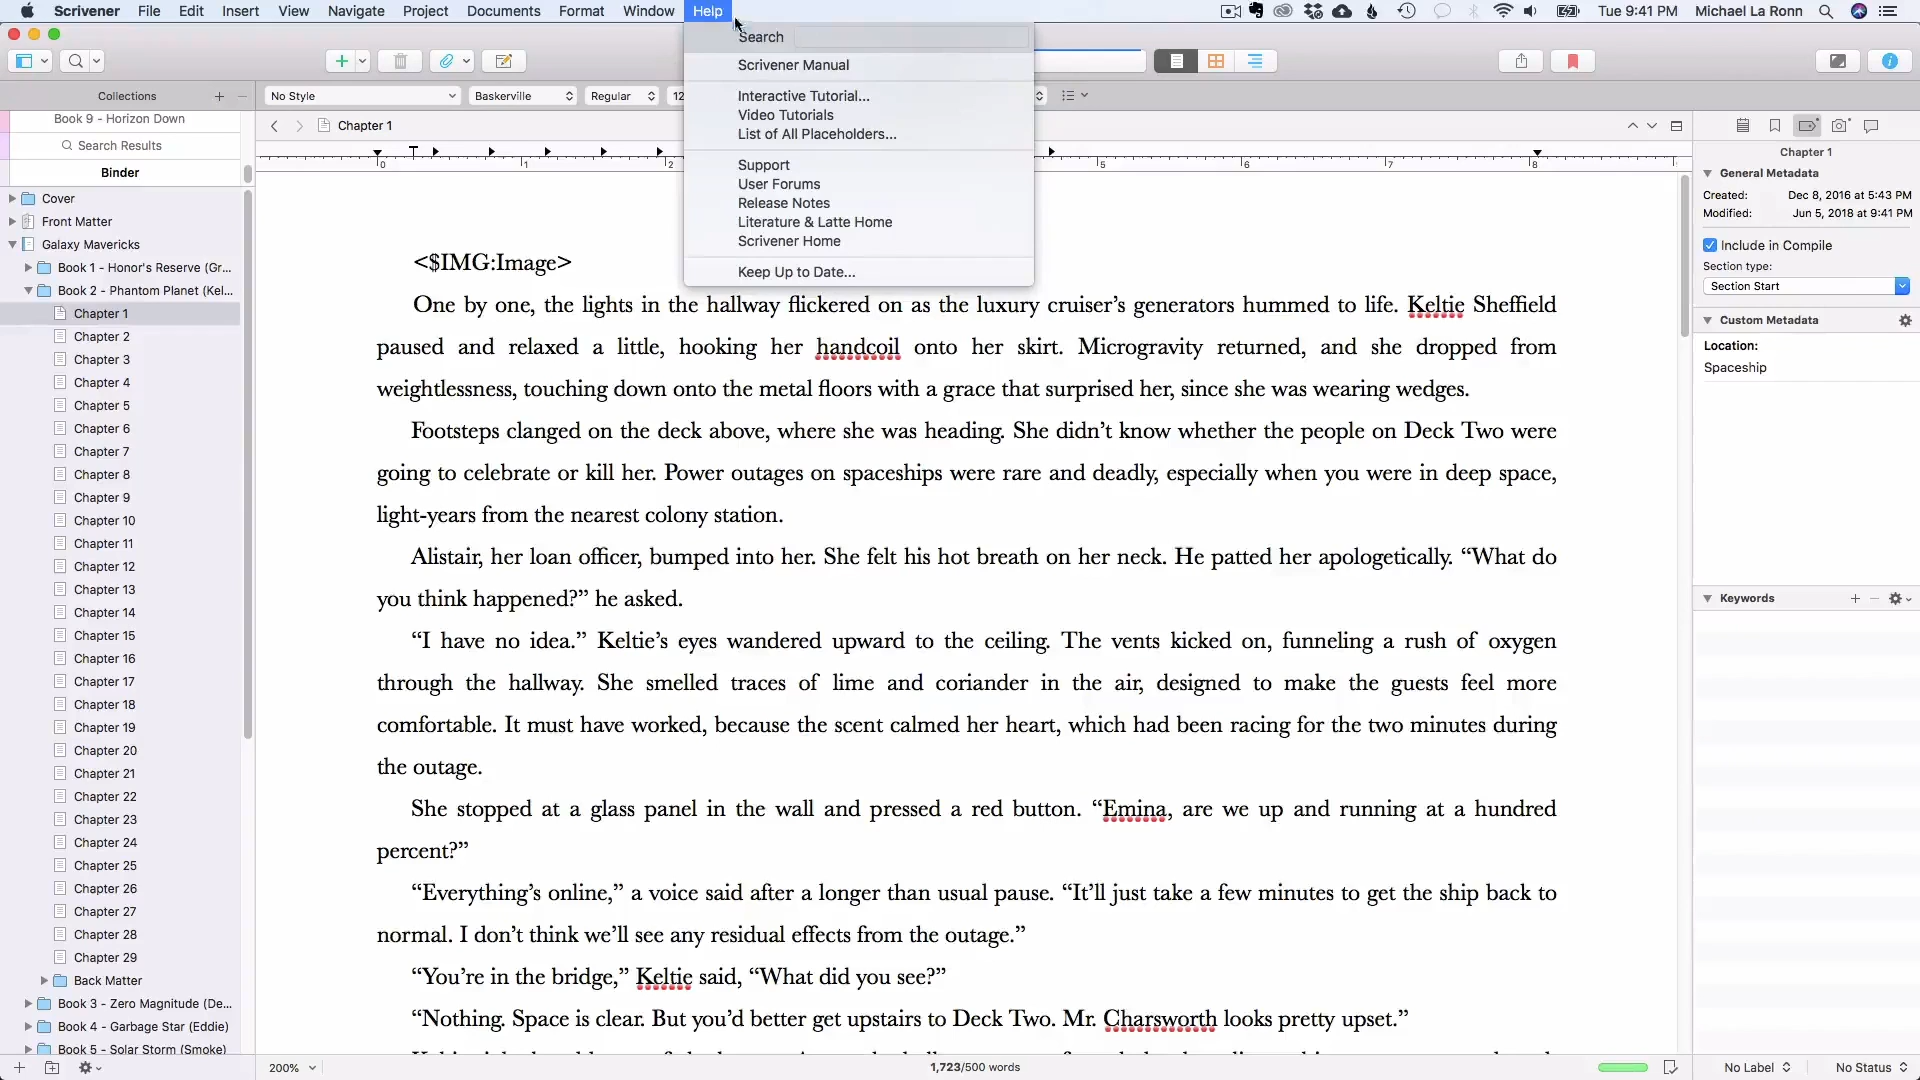 Scrivener File Edit Insert View Navigate Project Documents Format Window Help
Tue 9:41 PM Michael La Ronn
Search
Scrivener Manual
Interactive Tutorial...
Video Tutorials
List of All Placeholders...
Support
User Forums
Release Notes
Literature & Latte Home
Scrivener Home
Keep Up to Date...
Collections
No Style Baskerville Regular 12
Book 9 - Horizon Down
Search Results
Binder
Cover
Front Matter
Galaxy Mavericks
Book 1 - Honor's Reserve (Gr...
Book 2 - Phantom Planet (Kel...
Chapter 1
Chapter 2
Chapter 3
Chapter 4
Chapter 5
Chapter 6
Chapter 7
Chapter 8
Chapter 9
Chapter 10
Chapter 11
Chapter 12
Chapter 13
Chapter 14
Chapter 15
Chapter 16
Chapter 17
Chapter 18
Chapter 19
Chapter 20
Chapter 21
Chapter 22
Chapter 23
Chapter 24
Chapter 25
Chapter 26
Chapter 27
Chapter 28
Chapter 29
Back Matter
Book 3 - Zero Magnitude (De...
Book 4 - Garbage Star (Eddie)
Book 5 - Solar Storm (Smoke)
Chapter 1
0 1 2 5 6 7 8
<$IMG:Image>
One by one, the lights in the hallway flickered on as the luxury cruiser’s generators hummed to life. Keltie Sheffield
paused and relaxed a little, hooking her handcoil onto her skirt. Microgravity returned, and she dropped from
weightlessness, touching down onto the metal floors with a grace that surprised her, since she was wearing wedges.
Footsteps clanged on the deck above, where she was heading. She didn’t know whether the people on Deck Two were
going to celebrate or kill her. Power outages on spaceships were rare and deadly, especially when you were in deep space,
light-years from the nearest colony station.
Alistair, her loan officer, bumped into her. She felt his hot breath on her neck. He patted her apologetically. “What do
you think happened?” he asked.
“I have no idea.” Keltie’s eyes wandered upward to the ceiling. The vents kicked on, funneling a rush of oxygen
through the hallway. She smelled traces of lime and coriander in the air, designed to make the guests feel more
comfortable. It must have worked, because the scent calmed her heart, which had been racing for the two minutes during
the outage.
She stopped at a glass panel in the wall and pressed a red button. “Emina, are we up and running at a hundred
percent?”
“Everything’s online,” a voice said after a longer than usual pause. “It’ll just take a few minutes to get the ship back to
normal. I don’t think we’ll see any residual effects from the outage.”
“You’re in the bridge,” Keltie said, “What did you see?”
“Nothing. Space is clear. But you’d better get upstairs to Deck Two. Mr. Charsworth looks pretty upset.”
200% 1,723/500 words
Chapter 1
General Metadata
Created: Dec 8, 2016 at 5:43 PM
Modified: Jun 5, 2018 at 9:41 PM
Include in Compile
Section type:
Section Start
Custom Metadata
Location:
Spaceship
Keywords
No Label No Status